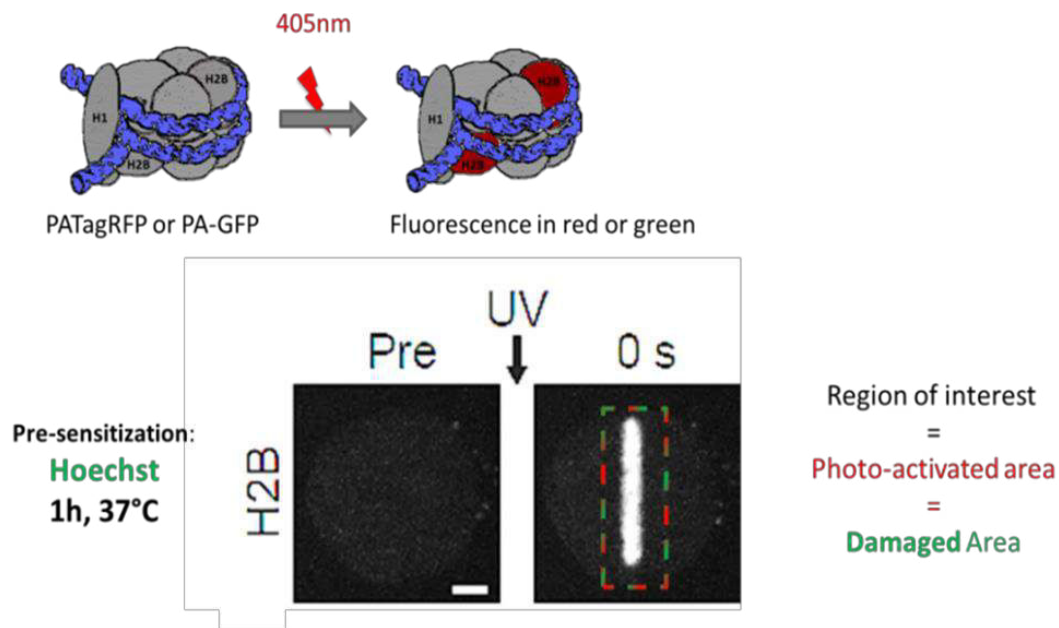 405nm
H2B
H1
H2B
H2B
H1
H2B
PATagRFP or PA-GFP
Fluorescence in red or green
UV
Pre
0 s
Pre-sensitization:
Hoechst
1h, 37°C
H2B
Region of interest
=
Photo-activated area
=
Damaged Area